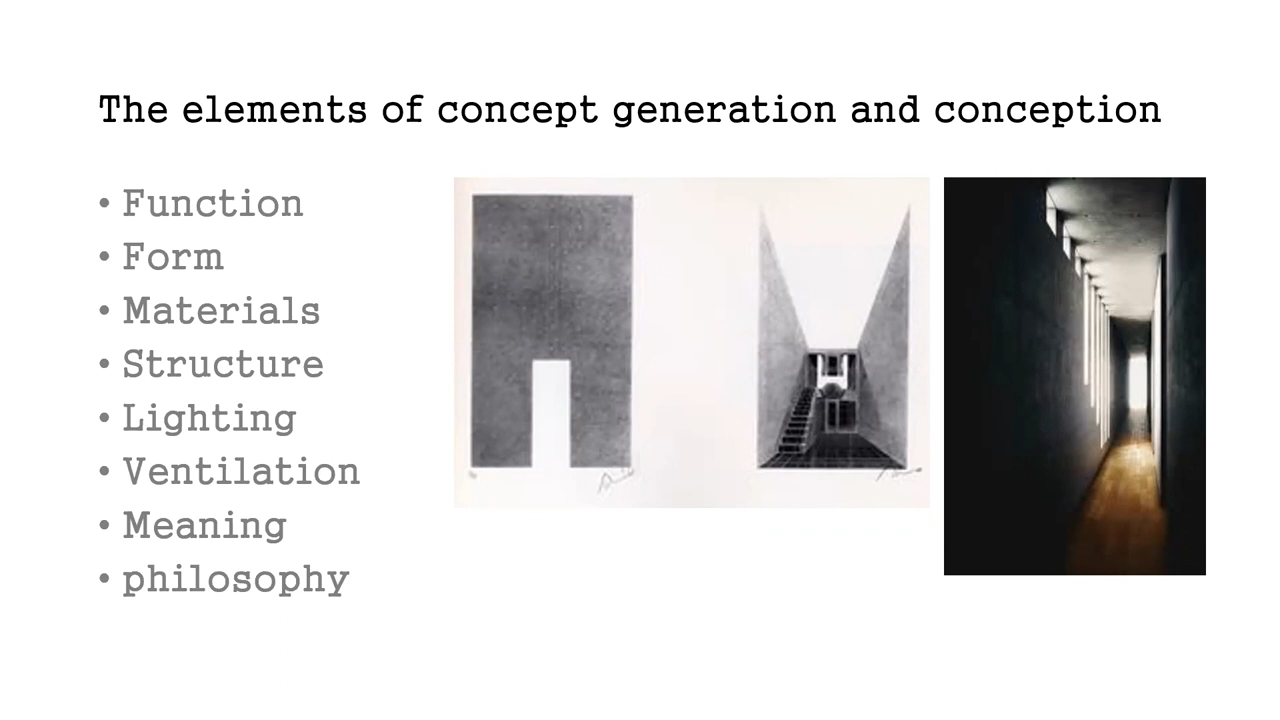 The elements of concept generation and conception
• Function
• Form
• Materials
• Structure
• Lighting
• Ventilation
• Meaning
• philosophy